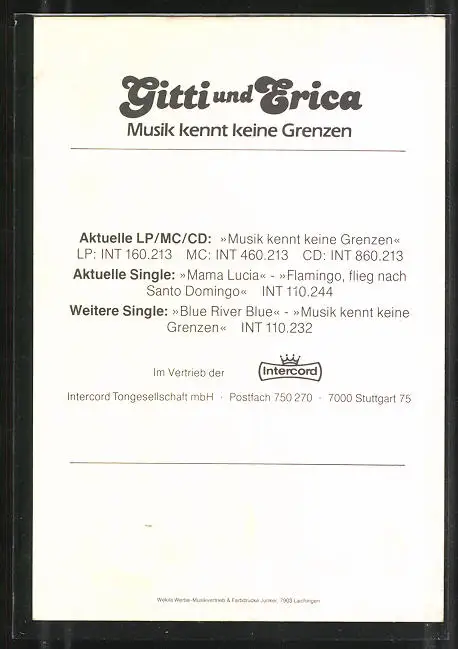 Gitti und Erica
Musik kennt keine Grenzen
Aktuelle LP/MC/CD: »Musik kennt keine Grenzen«
LP: INT 160.213 MC: INT 460.213 CD: INT 860.213
Aktuelle Single: »Mama Lucia« - »Flamingo, flieg nach
Santo Domingo« INT 110.244
Weitere Single: »Blue River Blue« - »Musik kennt keine
Grenzen« INT 110.232
Im Vertrieb der Intercord
Intercord Tongesellschaft mbH · Postfach 750 270 · 7000 Stuttgart 75
Werbe-Musikvertrieb & Farbdrucke Junker, 7903 Laichingen